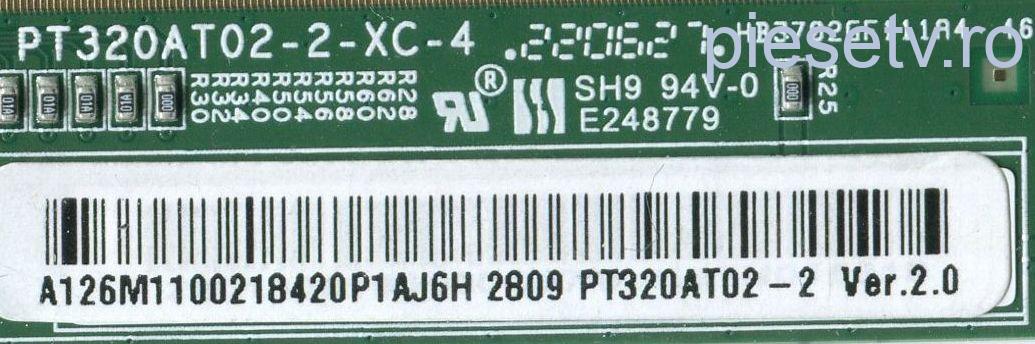 PT320AT02-2-XC-4 .220627.
piesetv.ro
R30 R32 R34 R40 R50 R54 R56 R58 R60 R62 R28
R25
SH9 94V-0
E248779
A126M1100218420P1AJ6H 2809 PT320AT02-2 Ver.2.0